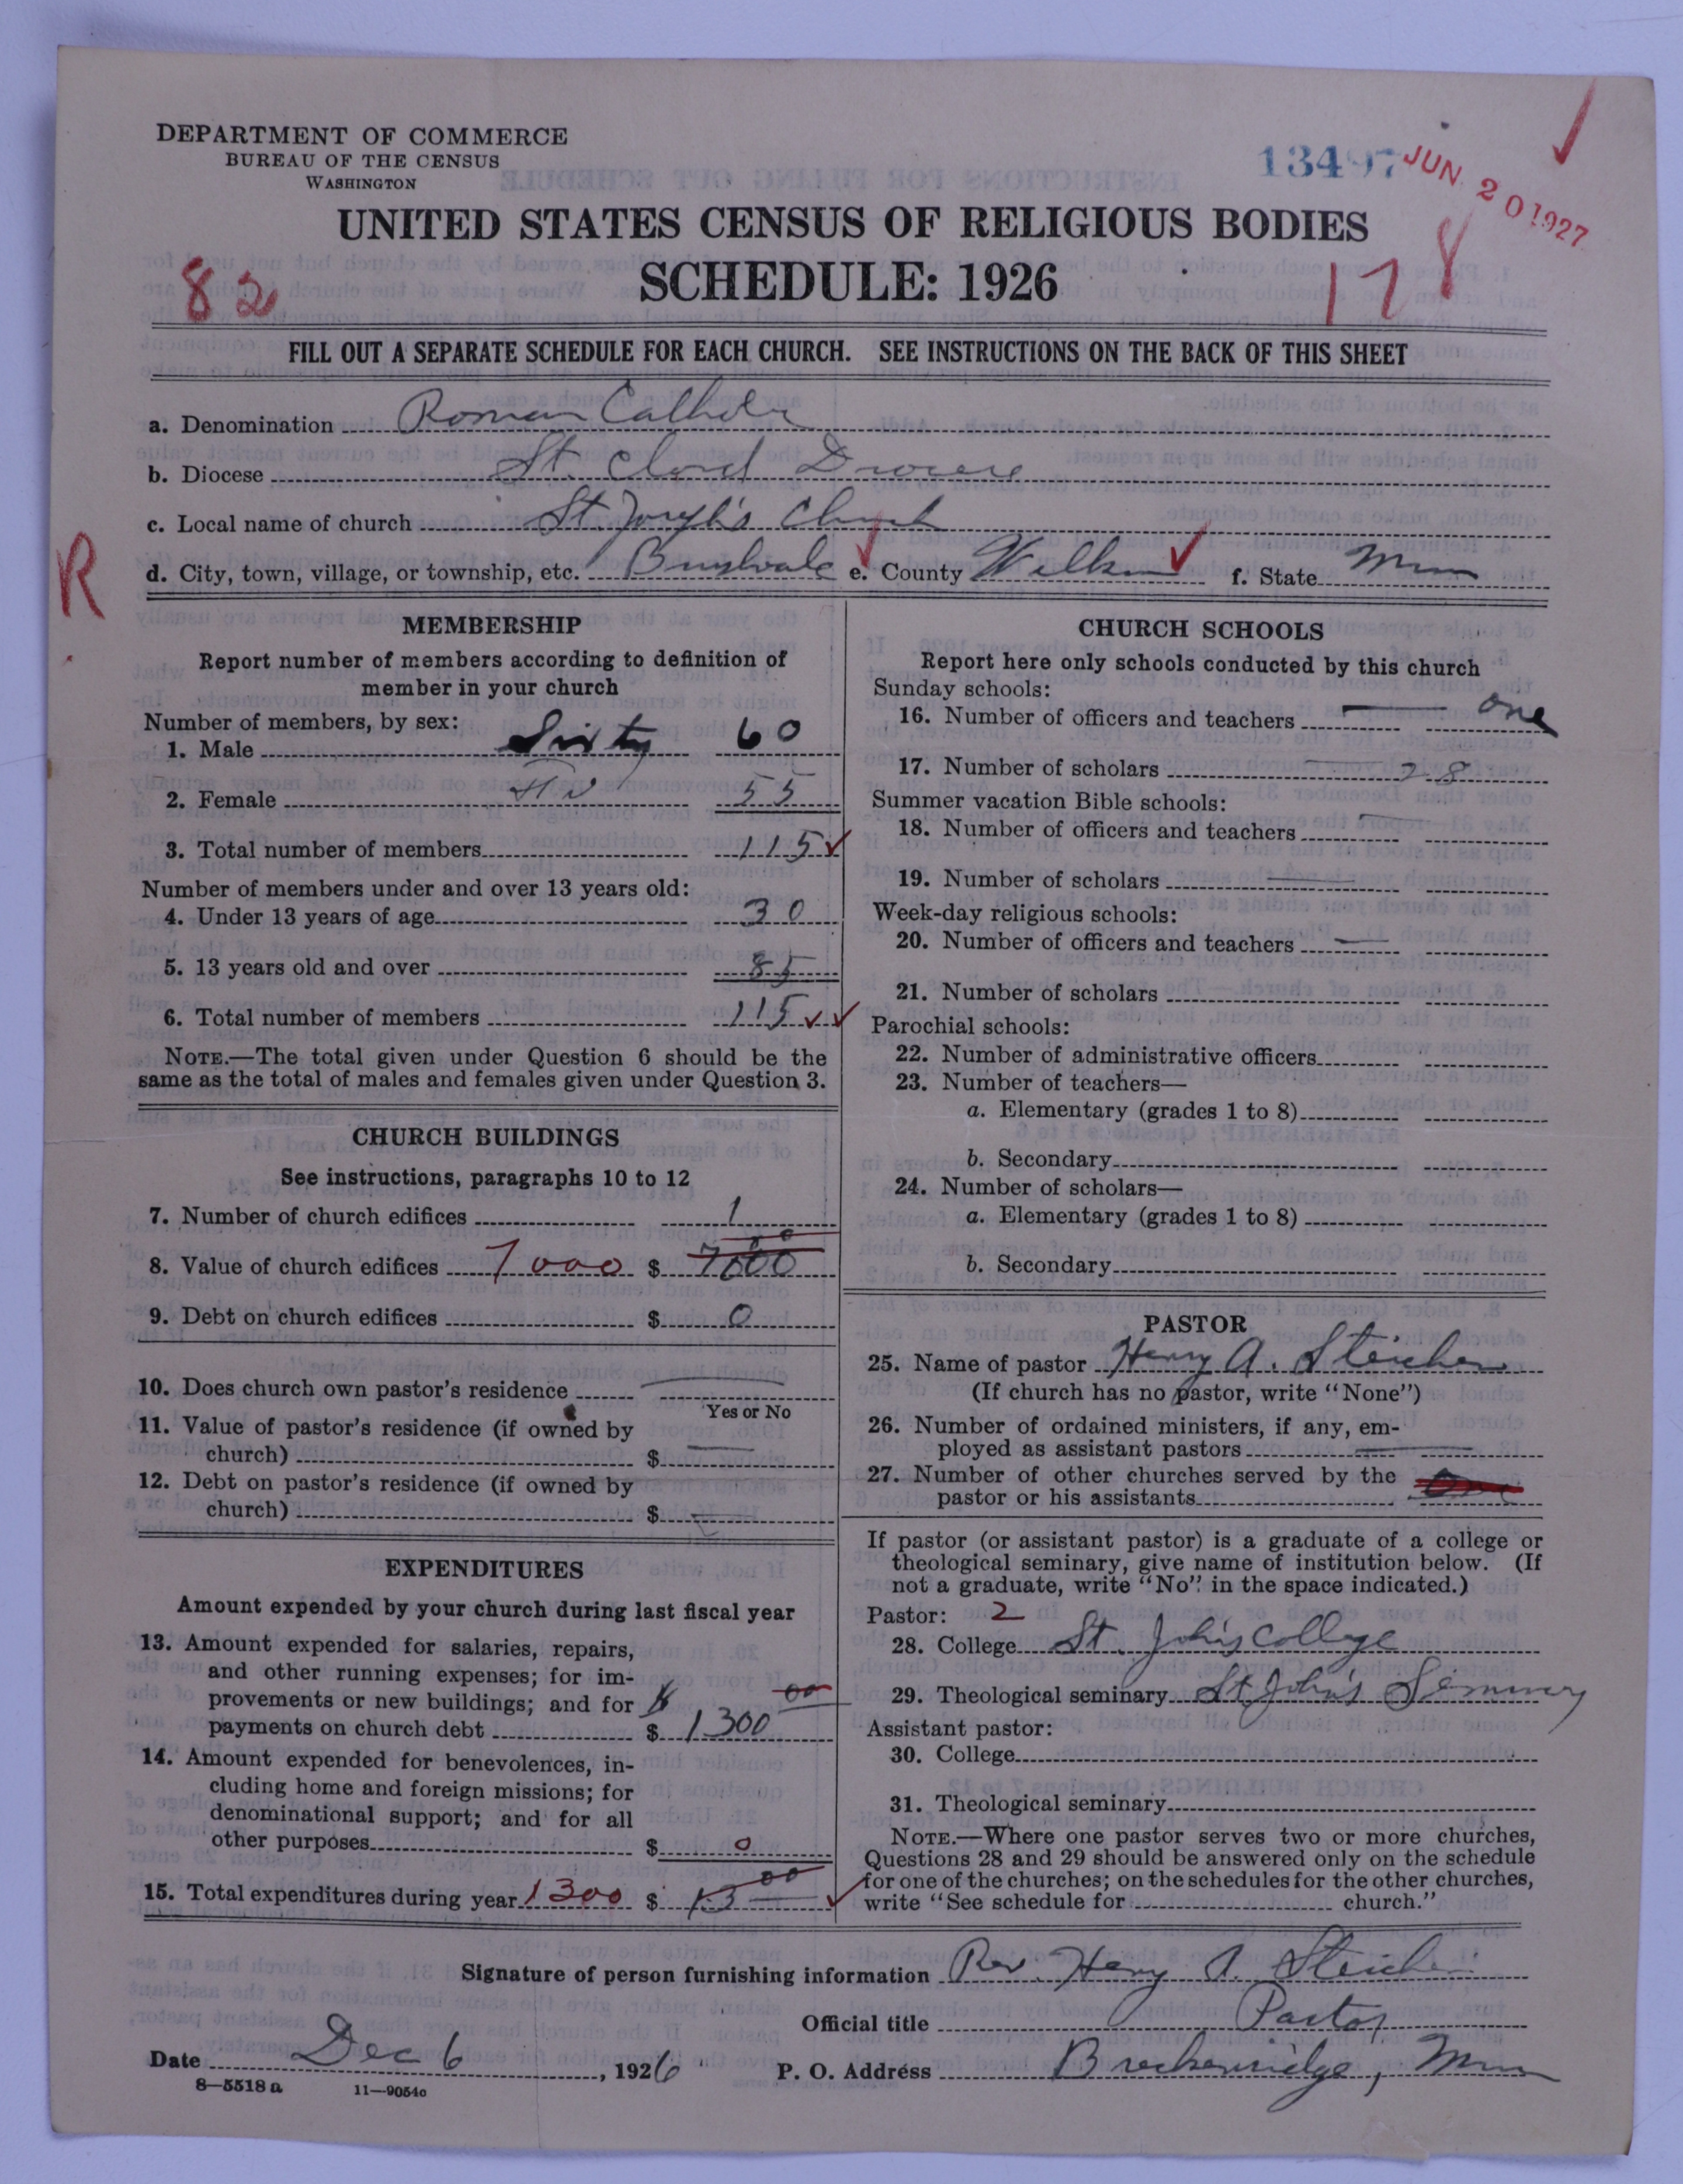 DEPARTMENT OF COMMERCE
BUREAU OF THE CENSUS
WASHINGTON
13497
JUN 20 1927
UNITED STATES CENSUS OF RELIGIOUS BODIES
SCHEDULE: 1926
82
178
FILL OUT A SEPARATE SCHEDULE FOR EACH CHURCH. SEE INSTRUCTIONS ON THE BACK OF THIS SHEET
a. Denomination Roman Catholic
b. Diocese St. Cloud Diocese
c. Local name of church St. Joseph's Church
R
d. City, town, village, or township, etc. Brushvale e. County Wilkin f. State Minn
MEMBERSHIP
Report number of members according to definition of
member in your church
Number of members, by sex:
1. Male Sixty 60
2. Female 55
3. Total number of members 115
Number of members under and over 13 years old:
4. Under 13 years of age 30
5. 13 years old and over 85
6. Total number of members 115
NOTE.—The total given under Question 6 should be the
same as the total of males and females given under Question 3.
CHURCH BUILDINGS
See instructions, paragraphs 10 to 12
7. Number of church edifices 1
8. Value of church edifices 7000 $ 7000 00
9. Debt on church edifices $ 0
10. Does church own pastor's residence
Yes or No
11. Value of pastor's residence (if owned by
church) $
12. Debt on pastor's residence (if owned by
church) $
EXPENDITURES
Amount expended by your church during last fiscal year
13. Amount expended for salaries, repairs,
and other running expenses; for im-
provements or new buildings; and for
payments on church debt $ 1300 00
14. Amount expended for benevolences, in-
cluding home and foreign missions; for
denominational support; and for all
other purposes $ 0
15. Total expenditures during year 1300 $ 13 00
CHURCH SCHOOLS
Report here only schools conducted by this church
Sunday schools:
16. Number of officers and teachers one
17. Number of scholars 28
Summer vacation Bible schools:
18. Number of officers and teachers
19. Number of scholars
Week-day religious schools:
20. Number of officers and teachers
21. Number of scholars
Parochial schools:
22. Number of administrative officers
23. Number of teachers—
a. Elementary (grades 1 to 8)
b. Secondary
24. Number of scholars—
a. Elementary (grades 1 to 8)
b. Secondary
PASTOR
25. Name of pastor Henry A. Steichen
(If church has no pastor, write "None")
26. Number of ordained ministers, if any, em-
ployed as assistant pastors
27. Number of other churches served by the
pastor or his assistants One
If pastor (or assistant pastor) is a graduate of a college or
theological seminary, give name of institution below. (If
not a graduate, write "No" in the space indicated.)
Pastor: 2
28. College St. John's College
29. Theological seminary St. John's Seminary
Assistant pastor:
30. College
31. Theological seminary
NOTE.—Where one pastor serves two or more churches,
Questions 28 and 29 should be answered only on the schedule
for one of the churches; on the schedules for the other churches,
write "See schedule for church."
Signature of person furnishing information Rev. Henry A. Steichen
Official title Pastor
Date Dec 6, 1926 P. O. Address Breckenridge, Minn
8—5518 a 11—9054c